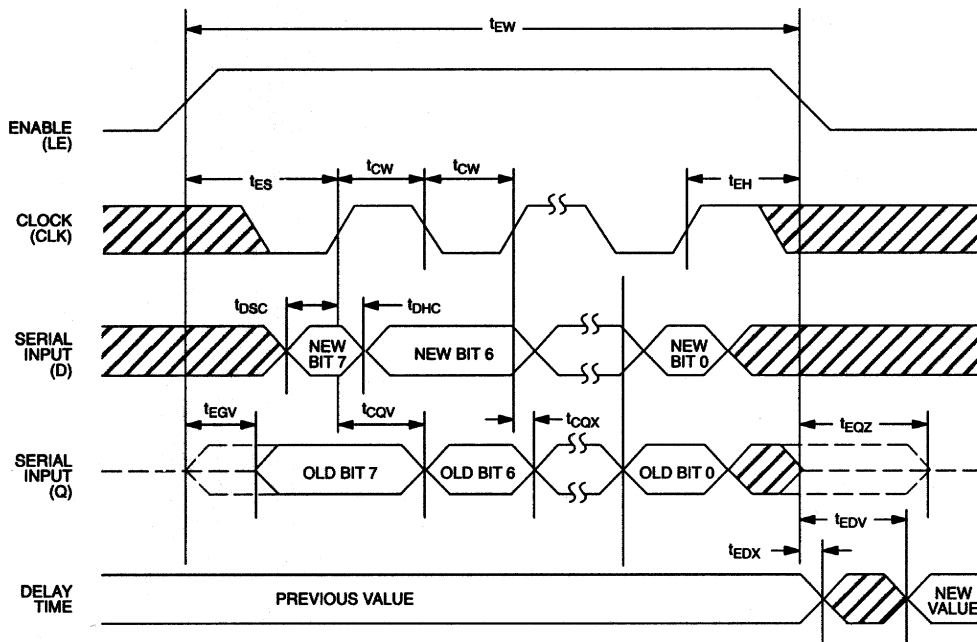 tEW
ENABLE
(LE)
tES
tCW
tCW
tEH
CLOCK
(CLK)
tDSC
tDHC
SERIAL
INPUT
(D)
NEW
BIT 7
NEW BIT 6
NEW
BIT 0
tEGV
tCQV
tCQX
tEQZ
SERIAL
INPUT
(Q)
OLD BIT 7
OLD BIT 6
OLD BIT 0
tEDV
tEDX
DELAY
TIME
PREVIOUS VALUE
NEW
VALUE